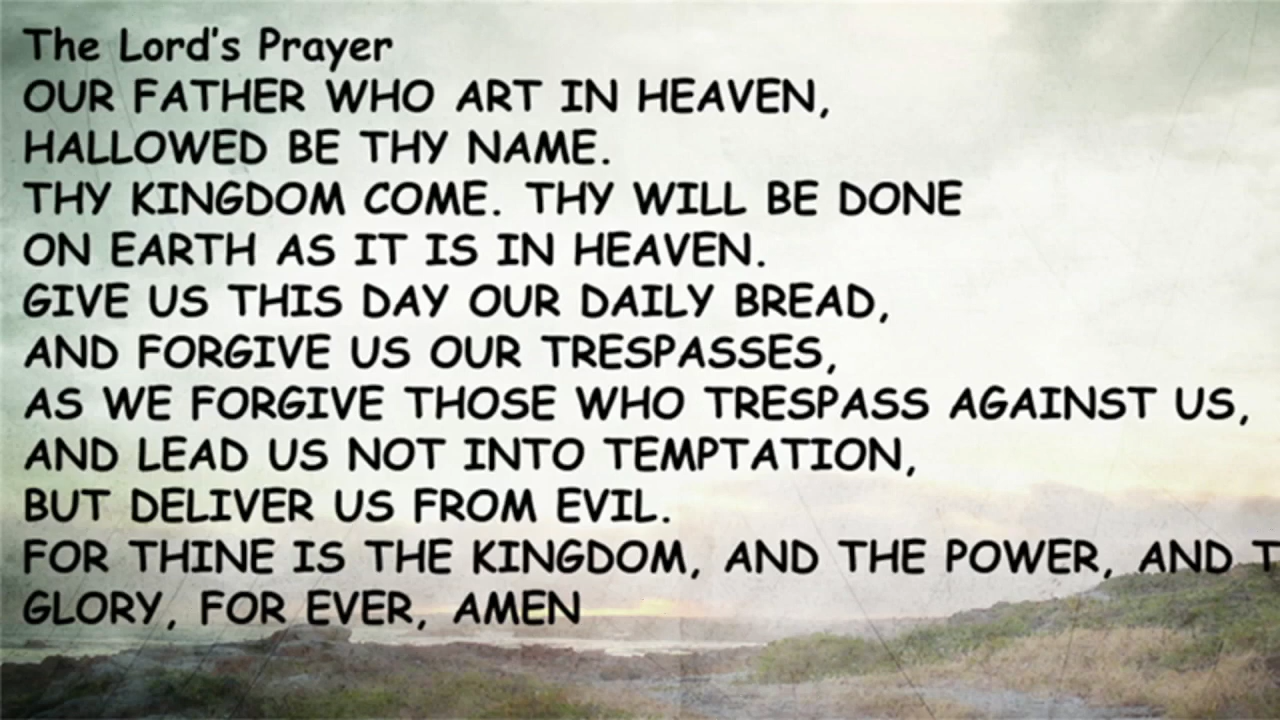 The Lord's Prayer
OUR FATHER WHO ART IN HEAVEN,
HALLOWED BE THY NAME.
THY KINGDOM COME. THY WILL BE DONE
ON EARTH AS IT IS IN HEAVEN.
GIVE US THIS DAY OUR DAILY BREAD,
AND FORGIVE US OUR TRESPASSES,
AS WE FORGIVE THOSE WHO TRESPASS AGAINST US,
AND LEAD US NOT INTO TEMPTATION,
BUT DELIVER US FROM EVIL.
FOR THINE IS THE KINGDOM, AND THE POWER, AND
GLORY, FOR EVER, AMEN